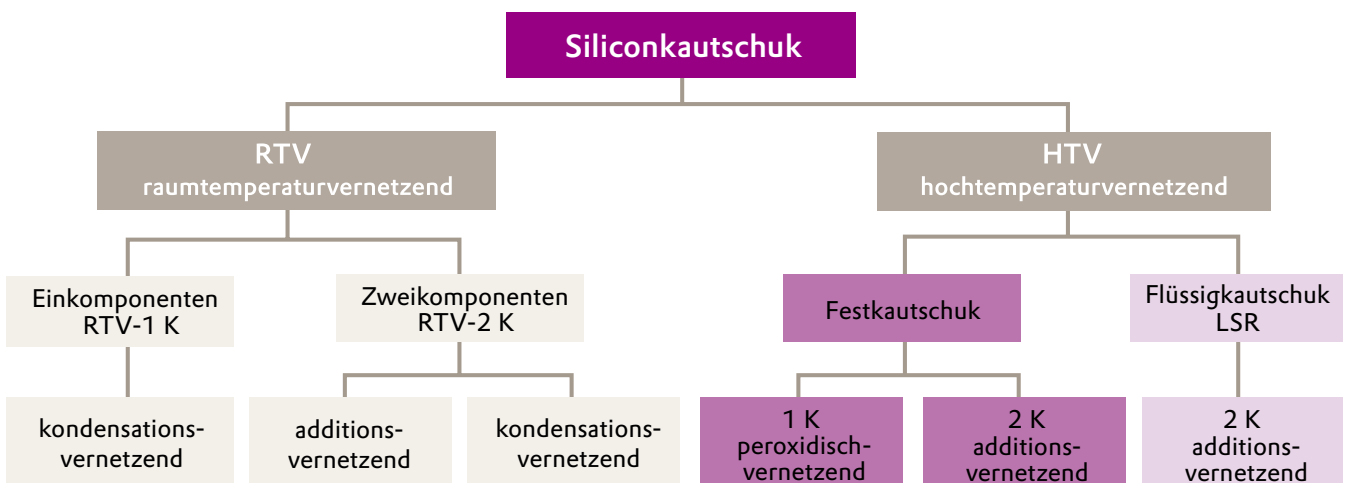 Siliconkautschuk
RTV
raumtemperaturvernetzend
HTV
hochtemperaturvernetzend
Einkomponenten
RTV-1 K
Zweikomponenten
RTV-2 K
Festkautschuk
Flüssigkautschuk
LSR
kondensations-
vernetzend
additions-
vernetzend
kondensations-
vernetzend
1 K
peroxidisch-
vernetzend
2 K
additions-
vernetzend
2 K
additions-
vernetzend